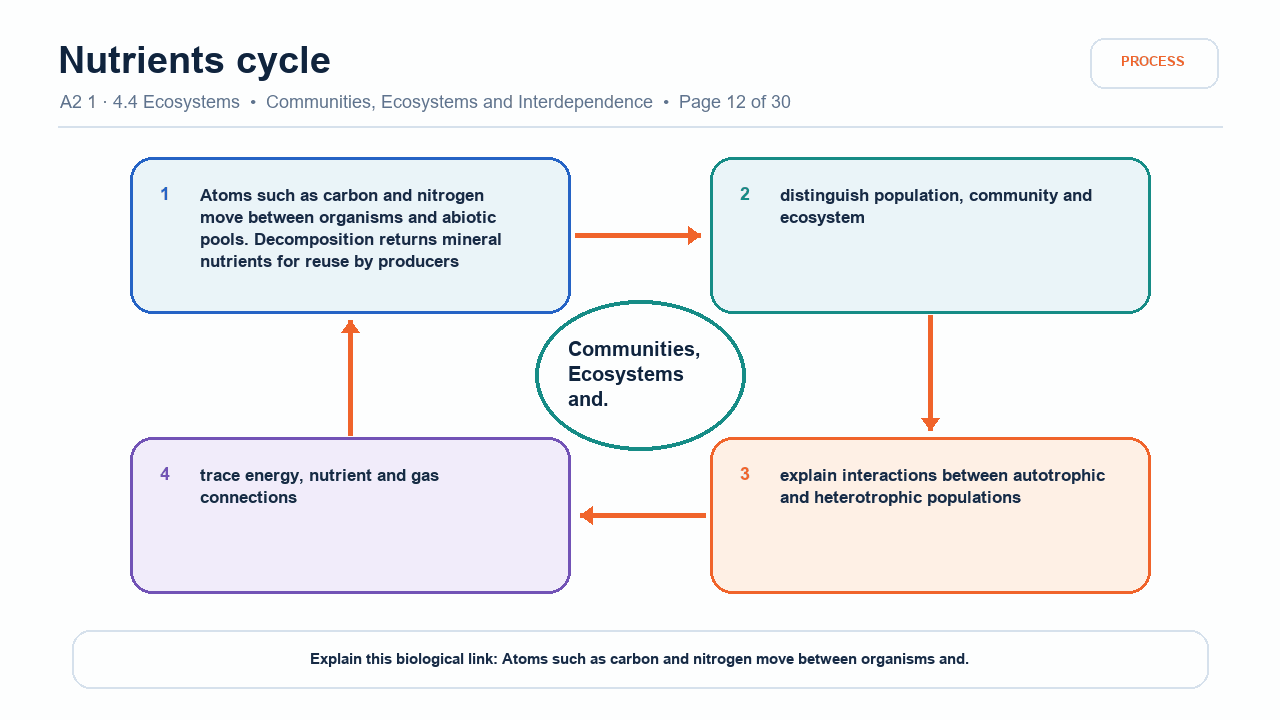 Nutrients cycle
PROCESS
A2 1 · 4.4 Ecosystems • Communities, Ecosystems and Interdependence • Page 12 of 30
1
Atoms such as carbon and nitrogen
move between organisms and abiotic
pools. Decomposition returns mineral
nutrients for reuse by producers
2
distinguish population, community and
ecosystem
Communities,
Ecosystems
and.
4
trace energy, nutrient and gas
connections
3
explain interactions between autotrophic
and heterotrophic populations
Explain this biological link: Atoms such as carbon and nitrogen move between organisms and.